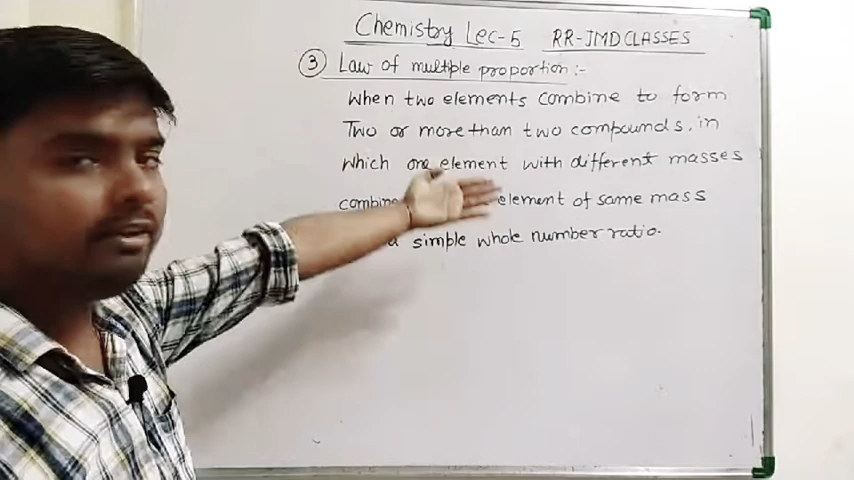 Chemistry Lec-5 RR-JMD CLASSES
③ Law of multiple proportion :-
When two elements combine to form
Two or more than two compounds, in
which one element with different masses
combine element of same mass
a simple whole number ratio.